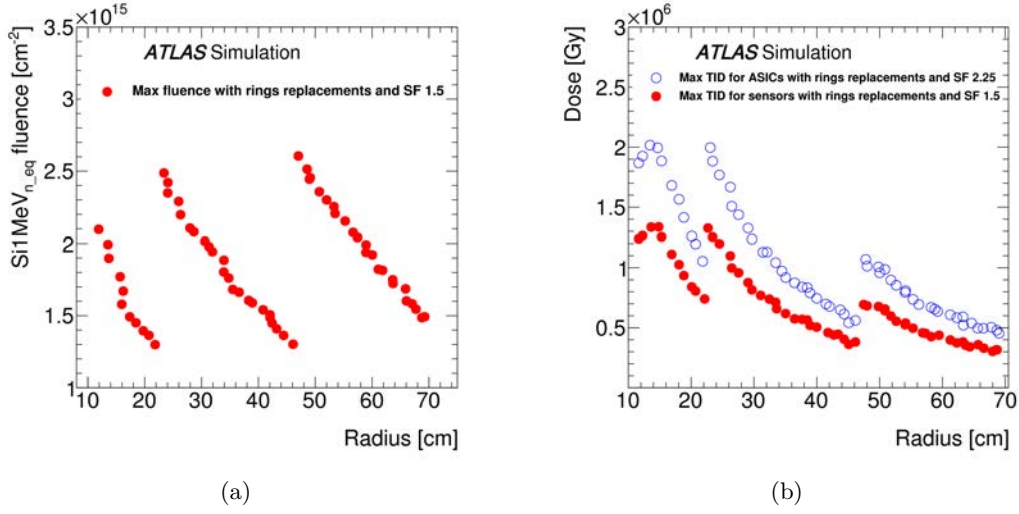 ×10¹⁵
3.5
3
2.5
2
1.5
1
Si1MeVn_eq fluence [cm⁻²]
ATLAS Simulation
Max fluence with rings replacements and SF 1.5
10 20 30 40 50 60 70
Radius [cm]
(a)
×10⁶
3
2.5
2
1.5
1
0.5
Dose [Gy]
ATLAS Simulation
Max TID for ASICs with rings replacements and SF 2.25
Max TID for sensors with rings replacements and SF 1.5
10 20 30 40 50 60 70
Radius [cm]
(b)